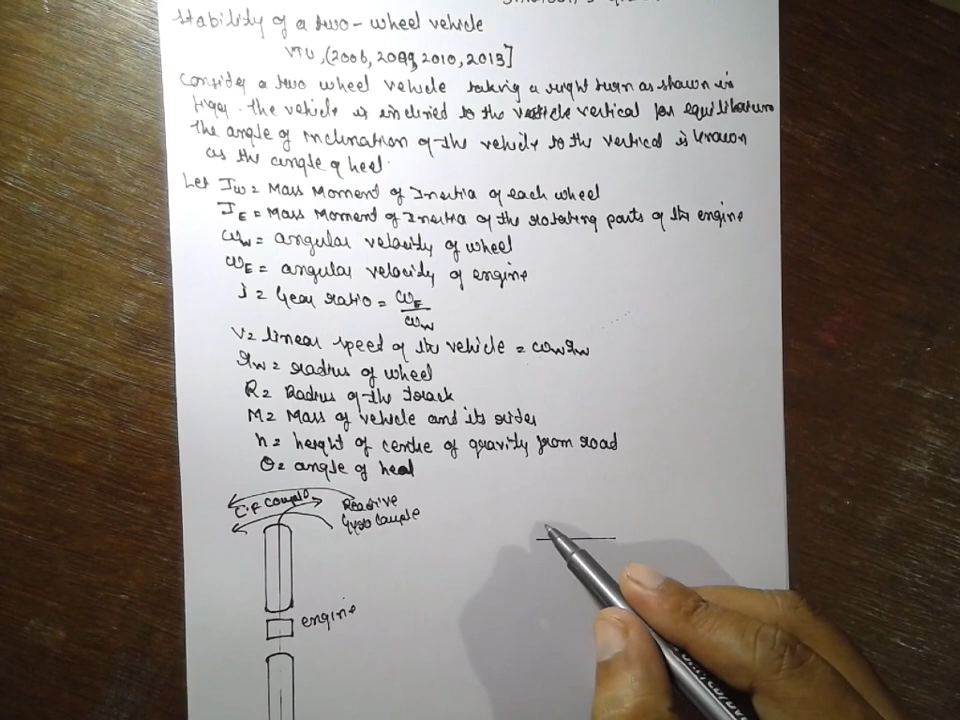 Stability of a two-wheel vehicle
VTU, (2006, 2009, 2010, 2013]
Consider a two wheel vehicle taking a right turn as shown in
fig. The vehicle is inclined to the vertical for equilibrium
The angle of Inclination of the vehicle to the vertical is known
as the angle of heel.
Let Iw = Mass Moment of Inertia of each wheel
IE = Mass Moment of Inertia of the rotating parts of the engine
ωw = angular velocity of wheel
ωE = angular velocity of engine
i = Gear ratio = ωE/ωw
V = linear speed of the vehicle = ωw rw
rw = radius of wheel
R = Radius of the track
M = Mass of vehicle and its rider
h = height of centre of gravity from road
θ = angle of heal
C.F Couple
Reactive
Gyro Couple
engine